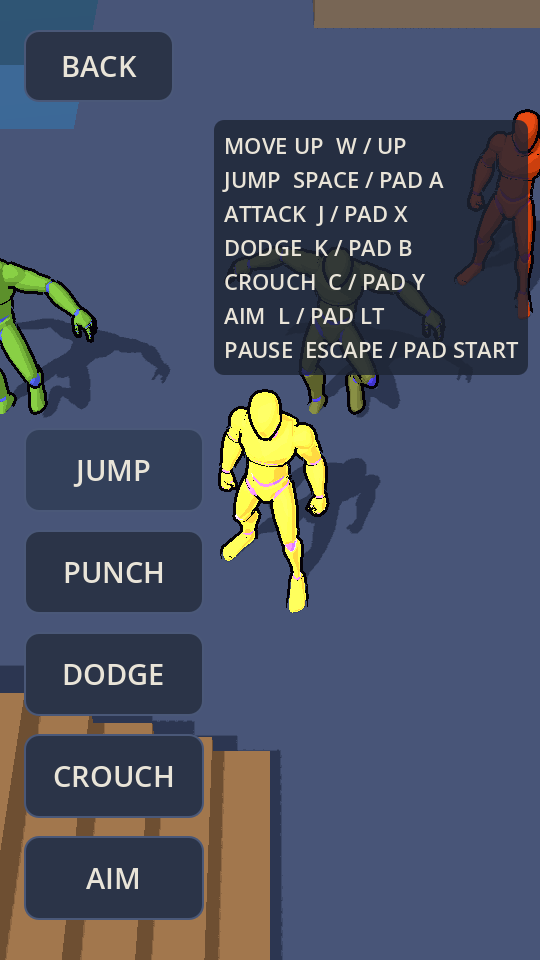 BACK
MOVE UP  W / UP
JUMP  SPACE / PAD A
ATTACK  J / PAD X
DODGE  K / PAD B
CROUCH  C / PAD Y
AIM  L / PAD LT
PAUSE  ESCAPE / PAD START
JUMP
PUNCH
DODGE
CROUCH
AIM